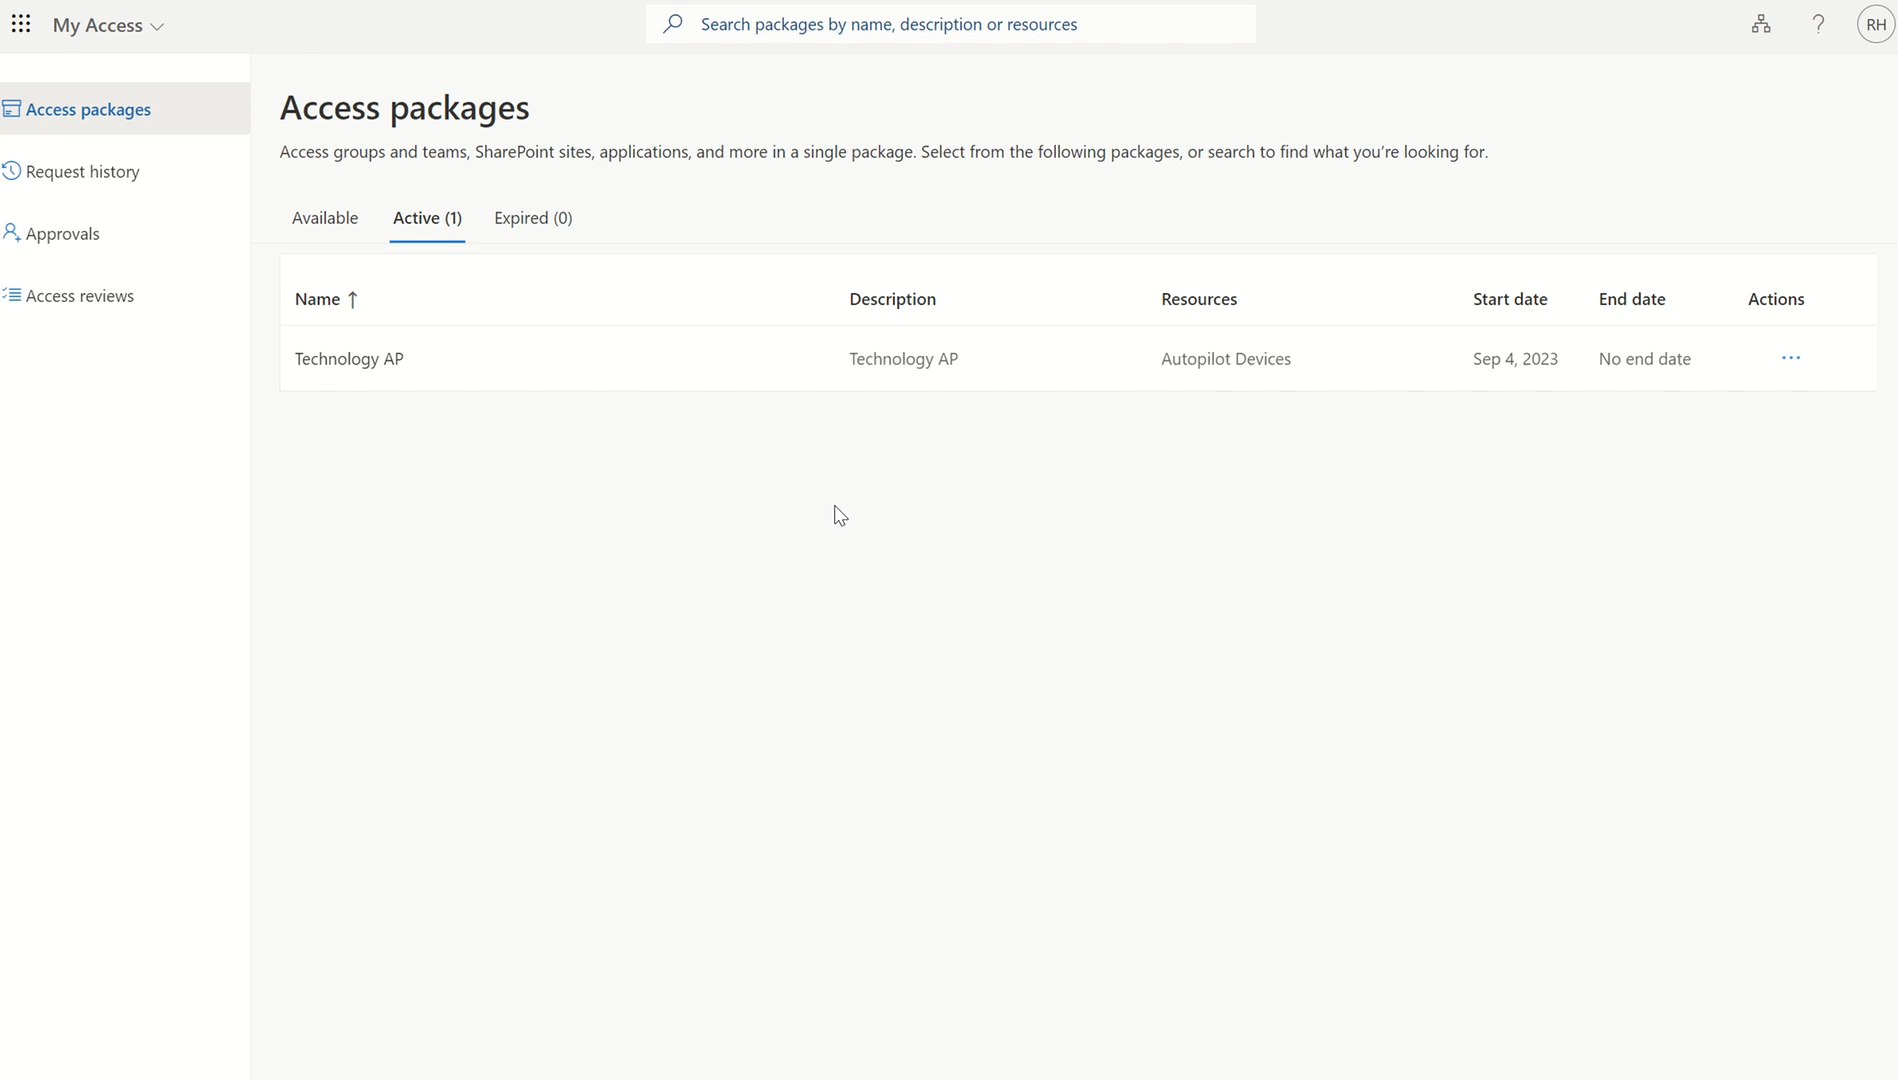 My Access
Search packages by name, description or resources
?
RH
Access packages
Request history
Approvals
Access reviews
Access packages
Access groups and teams, SharePoint sites, applications, and more in a single package. Select from the following packages, or search to find what you’re looking for.
Available Active (1) Expired (0)
Name ↑ Description Resources Start date End date Actions
Technology AP Technology AP Autopilot Devices Sep 4, 2023 No end date ...